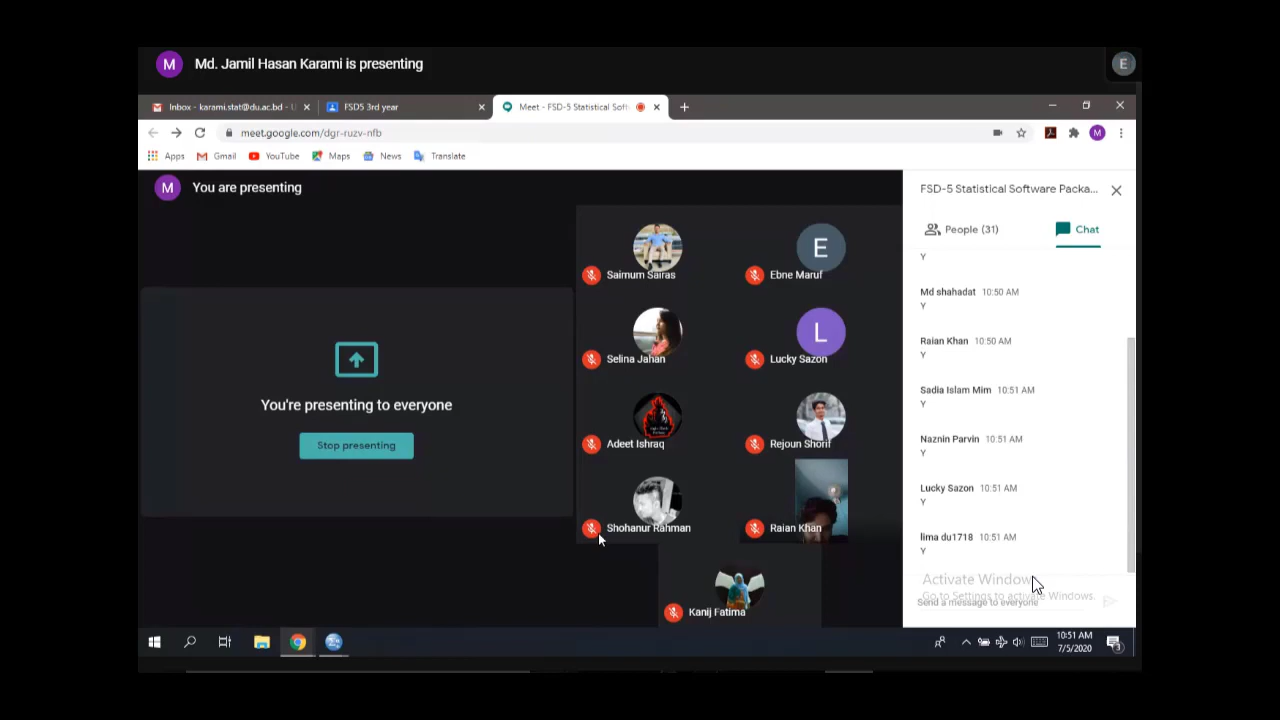 M Md. Jamil Hasan Karami is presenting E
Inbox - karami.stat@du.ac.bd - U
FSD5 3rd year
Meet - FSD-5 Statistical Soft
meet.google.com/dgr-ruzv-nfb
M
Apps Gmail YouTube Maps News Translate
M You are presenting
You're presenting to everyone
Stop presenting
Saimum Sairas
E
Ebne Maruf
Selina Jahan
L
Lucky Sazon
Adeet Ishraq
Rejoun Shorif
Shohanur Rahman
Raian Khan
Kanij Fatima
FSD-5 Statistical Software Packa...
People (31) Chat
Y
Md shahadat 10:50 AM
Y
Raian Khan 10:50 AM
Y
Sadia Islam Mim 10:51 AM
Y
Naznin Parvin 10:51 AM
Y
Lucky Sazon 10:51 AM
Y
lima du1718 10:51 AM
Y
Activate Window
Go to Settings to activate Windows.
Send a message to everyone
10:51 AM
7/5/2020
3